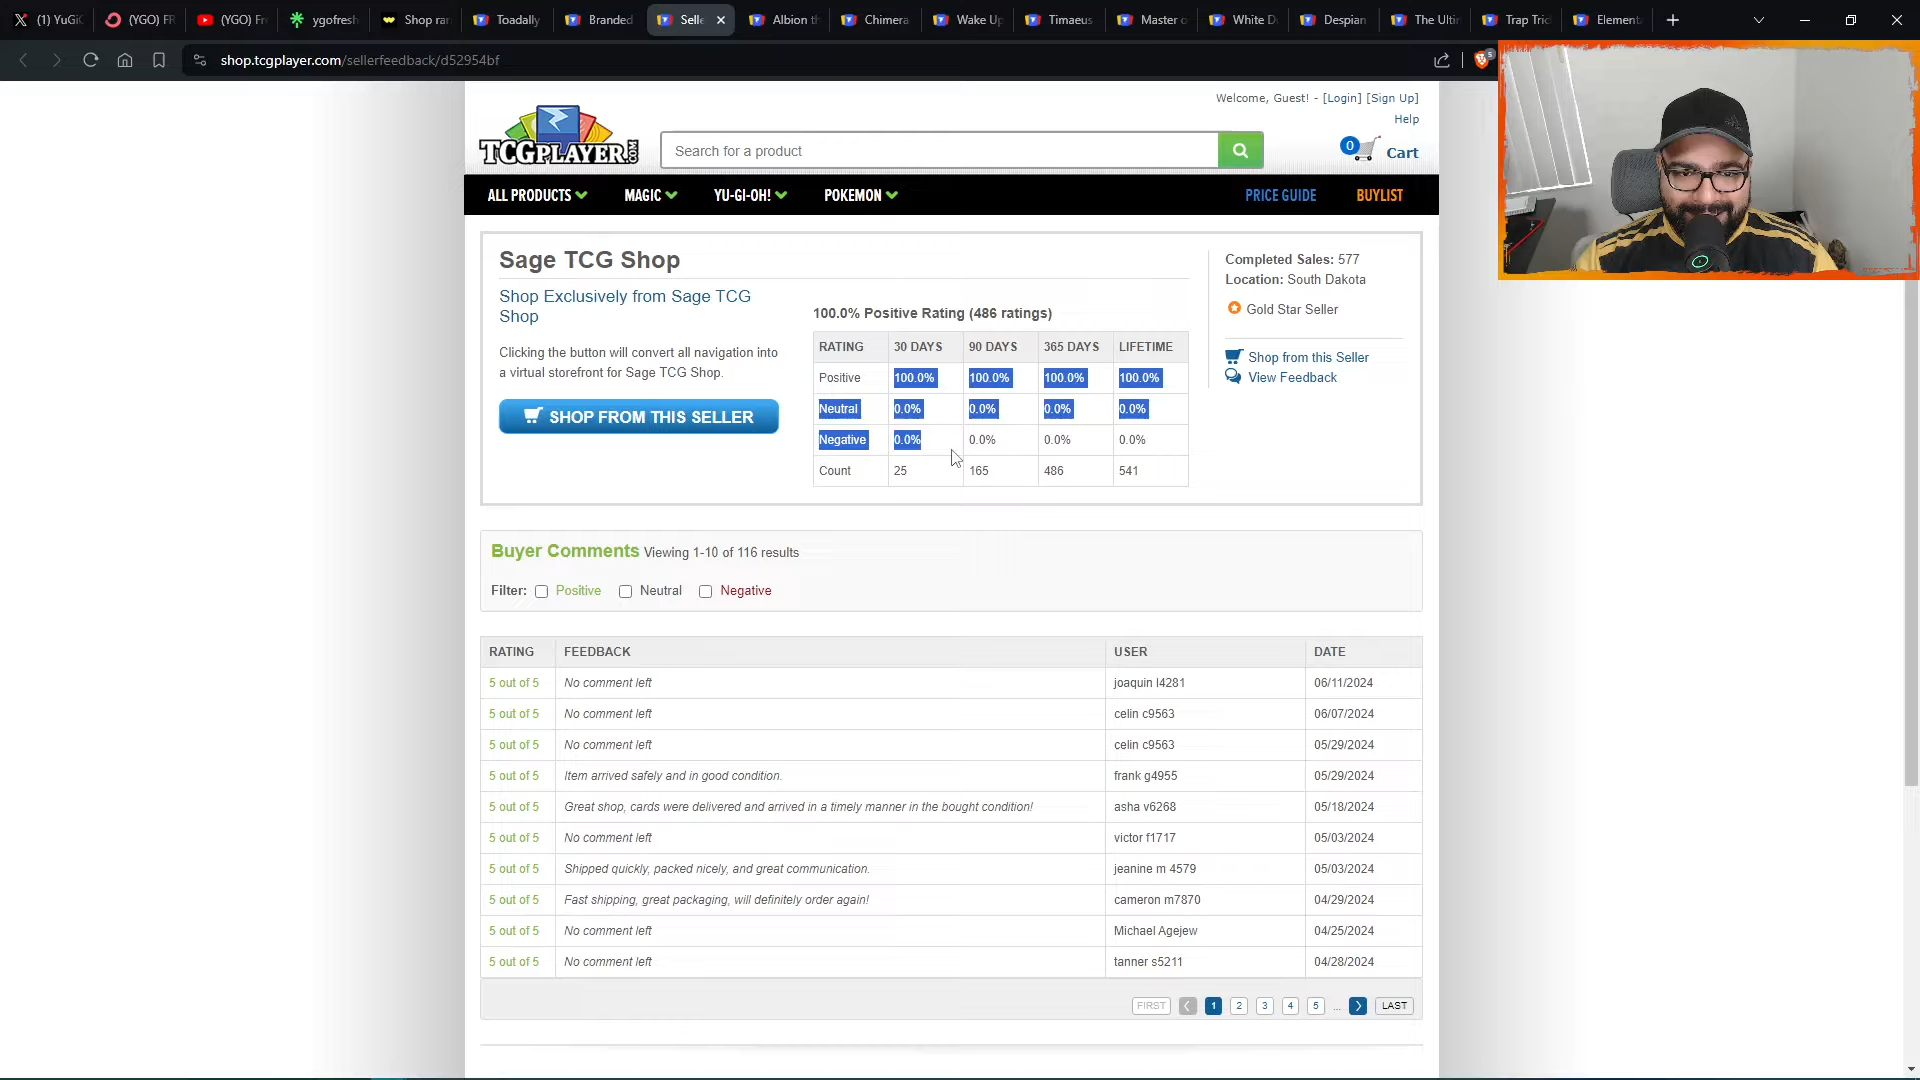 (1) YuGiO
(YGO) FR
(YGO) Fr
ygofresh
Shop ran
Toadally
Branded
Selle
Albion th
Chimera
Wake Up
Timaeus
Master o
White D
Despian
The Ulti
Trap Tric
Elementa
shop.tcgplayer.com/sellerfeedback/d52954bf
5
Welcome, Guest! - [Login] [Sign Up]
Help
TCGPLAYER.COM
Search for a product
0 Cart
ALL PRODUCTS MAGIC YU-GI-OH! POKEMON PRICE GUIDE BUYLIST
Sage TCG Shop
Shop Exclusively from Sage TCG
Shop
Clicking the button will convert all navigation into
a virtual storefront for Sage TCG Shop.
SHOP FROM THIS SELLER
100.0% Positive Rating (486 ratings)
RATING 30 DAYS 90 DAYS 365 DAYS LIFETIME
Positive 100.0% 100.0% 100.0% 100.0%
Neutral 0.0% 0.0% 0.0% 0.0%
Negative 0.0% 0.0% 0.0% 0.0%
Count 25 165 486 541
Completed Sales: 577
Location: South Dakota
Gold Star Seller
Shop from this Seller
View Feedback
Buyer Comments Viewing 1-10 of 116 results
Filter: Positive Neutral Negative
RATING FEEDBACK USER DATE
5 out of 5 No comment left joaquin l4281 06/11/2024
5 out of 5 No comment left celin c9563 06/07/2024
5 out of 5 No comment left celin c9563 05/29/2024
5 out of 5 Item arrived safely and in good condition. frank g4955 05/29/2024
5 out of 5 Great shop, cards were delivered and arrived in a timely manner in the bought condition! asha v6268 05/18/2024
5 out of 5 No comment left victor f1717 05/03/2024
5 out of 5 Shipped quickly, packed nicely, and great communication. jeanine m 4579 05/03/2024
5 out of 5 Fast shipping, great packaging, will definitely order again! cameron m7870 04/29/2024
5 out of 5 No comment left Michael Agejew 04/25/2024
5 out of 5 No comment left tanner s5211 04/28/2024
FIRST 1 2 3 4 5 ... LAST